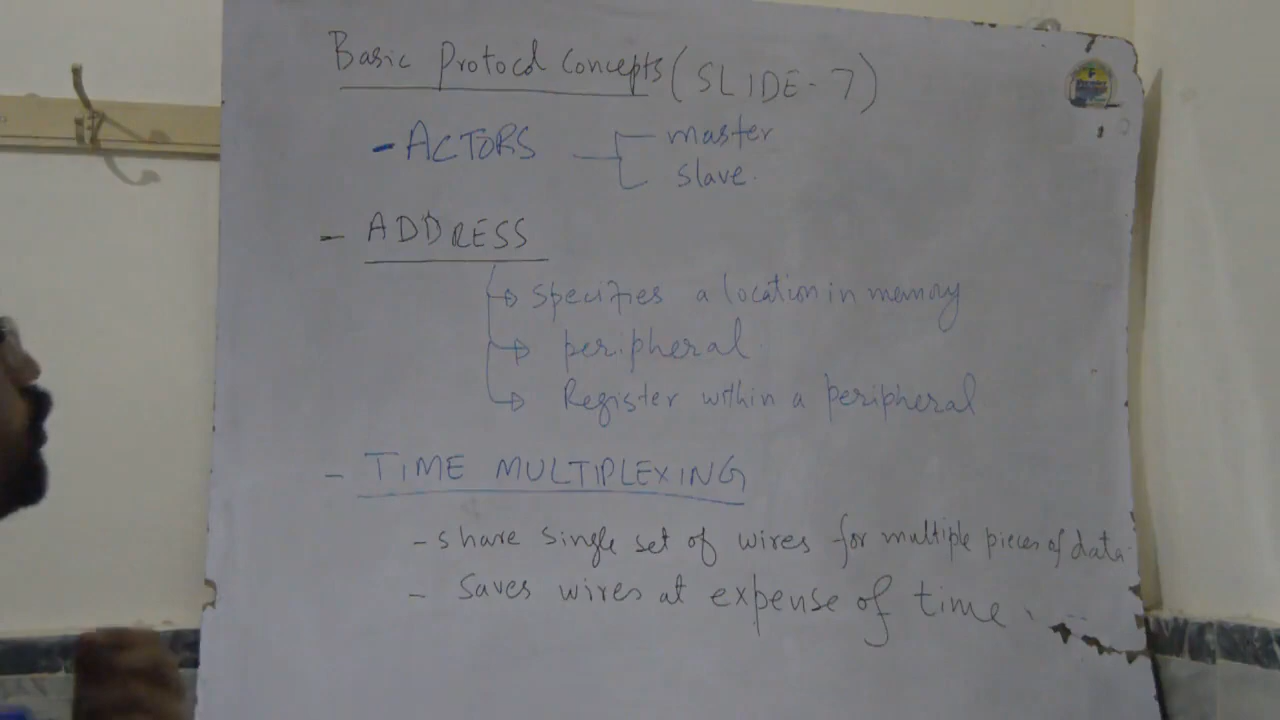 Basic Protocol Concepts (SLIDE-7)
- ACTORS
master
slave.
- ADDRESS
specifies a location in memory
peripheral
Register within a peripheral
- TIME MULTIPLEXING
- share single set of wires for multiple pieces of data
- saves wires at expense of time.